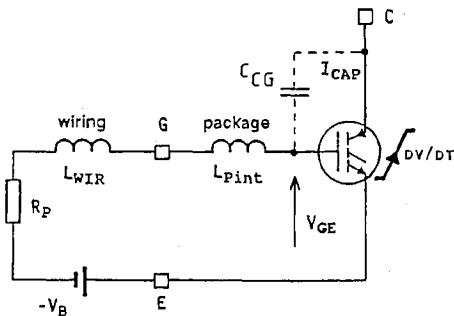 C
C_CG
I_CAP
wiring
G
package
L_WIR
L_Pint
DV/DT
R_P
V_GE
-V_B
E